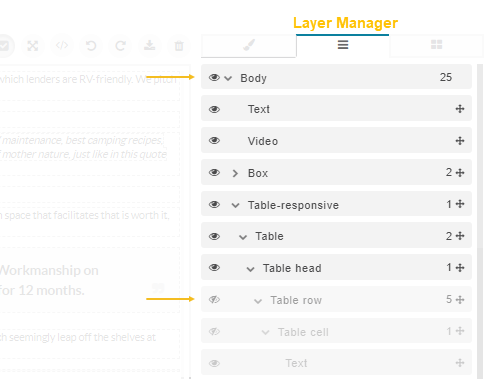 Layer Manager
which lenders are RV-friendly. We pitch
maintenance, best camping recipes,
f mother nature, just like in this quote
n space that facilitates that is worth it,
Workmanship on
for 12 months.
h seemingly leap off the shelves at
Body 25
Text
Video
Box 2
Table-responsive 1
Table 2
Table head 1
Table row 5
Table cell 1
Text